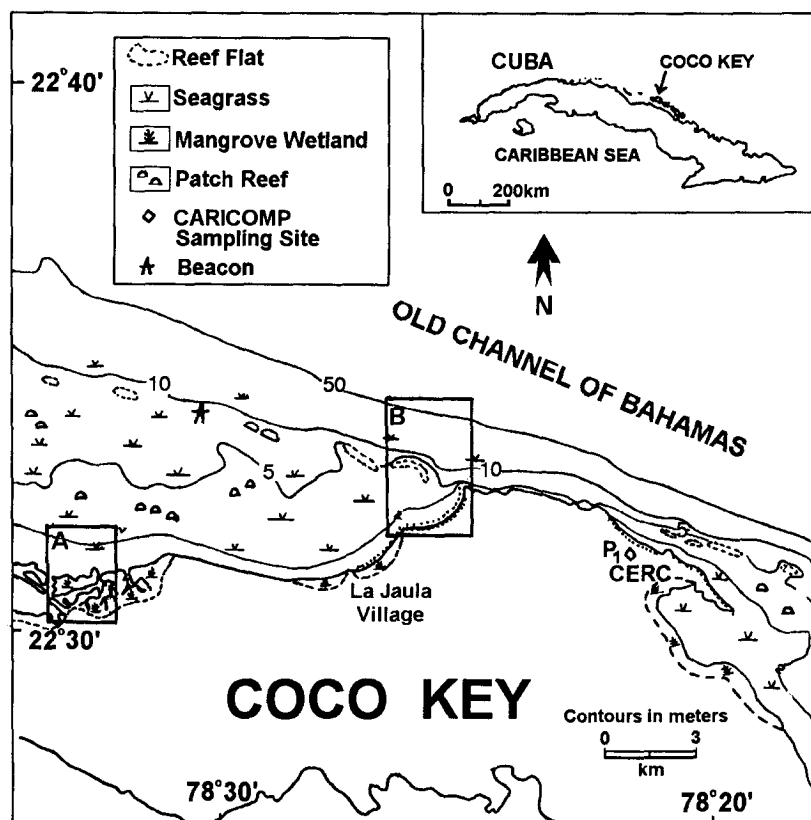 22°40'
Reef Flat
Seagrass
Mangrove Wetland
Patch Reef
CARICOMP
Sampling Site
Beacon
CUBA
COCO KEY
CARIBBEAN SEA
0 200km
N
OLD CHANNEL OF BAHAMAS
10
50
B
5
10
A
P1
CERC
La Jaula
Village
22°30'
COCO KEY
Contours in meters
0 3
km
78°30'
78°20'